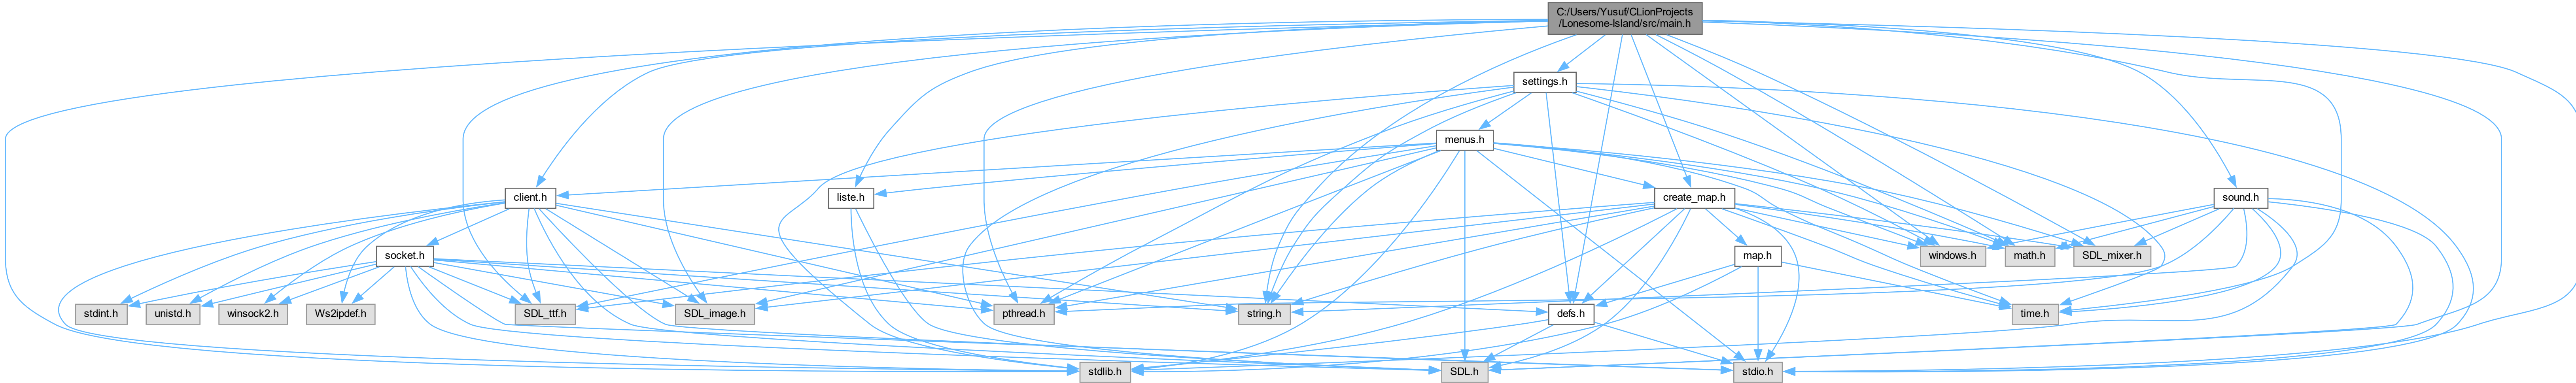 C:/Users/Yusuf/CLionProjects
/Lonesome-Island/src/main.h
settings.h
menus.h
client.h
liste.h
create_map.h
sound.h
socket.h
map.h
windows.h
math.h
SDL_mixer.h
stdint.h
unistd.h
winsock2.h
Ws2ipdef.h
SDL_ttf.h
SDL_image.h
pthread.h
string.h
defs.h
time.h
stdlib.h
SDL.h
stdio.h